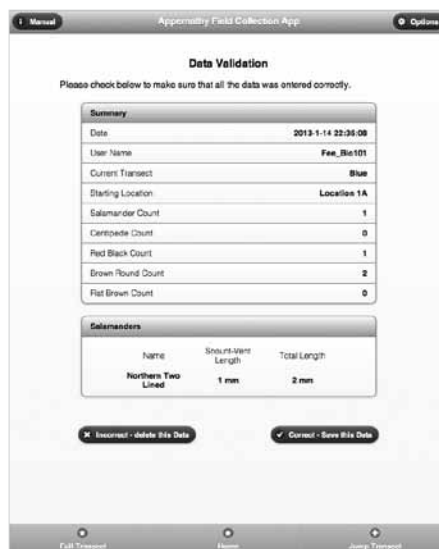 Manual
Appernathy Field Collection App
Options
Data Validation
Please check below to make sure that all the data was entered correctly.
Summary
Date 2013-1-14 22:35:08
User Name Fee_Bio101
Current Transect Blue
Starting Location Location 1A
Salamander Count 1
Centipede Count 0
Red Black Count 1
Brown Round Count 2
Flat Brown Count 0
Salamanders
Name Snount-Vent Length Total Length
Northern Two Lined 1 mm 2 mm
Incorrect - delete this Data
Correct - Save this Data
Full Transect
Home
Jump Transect